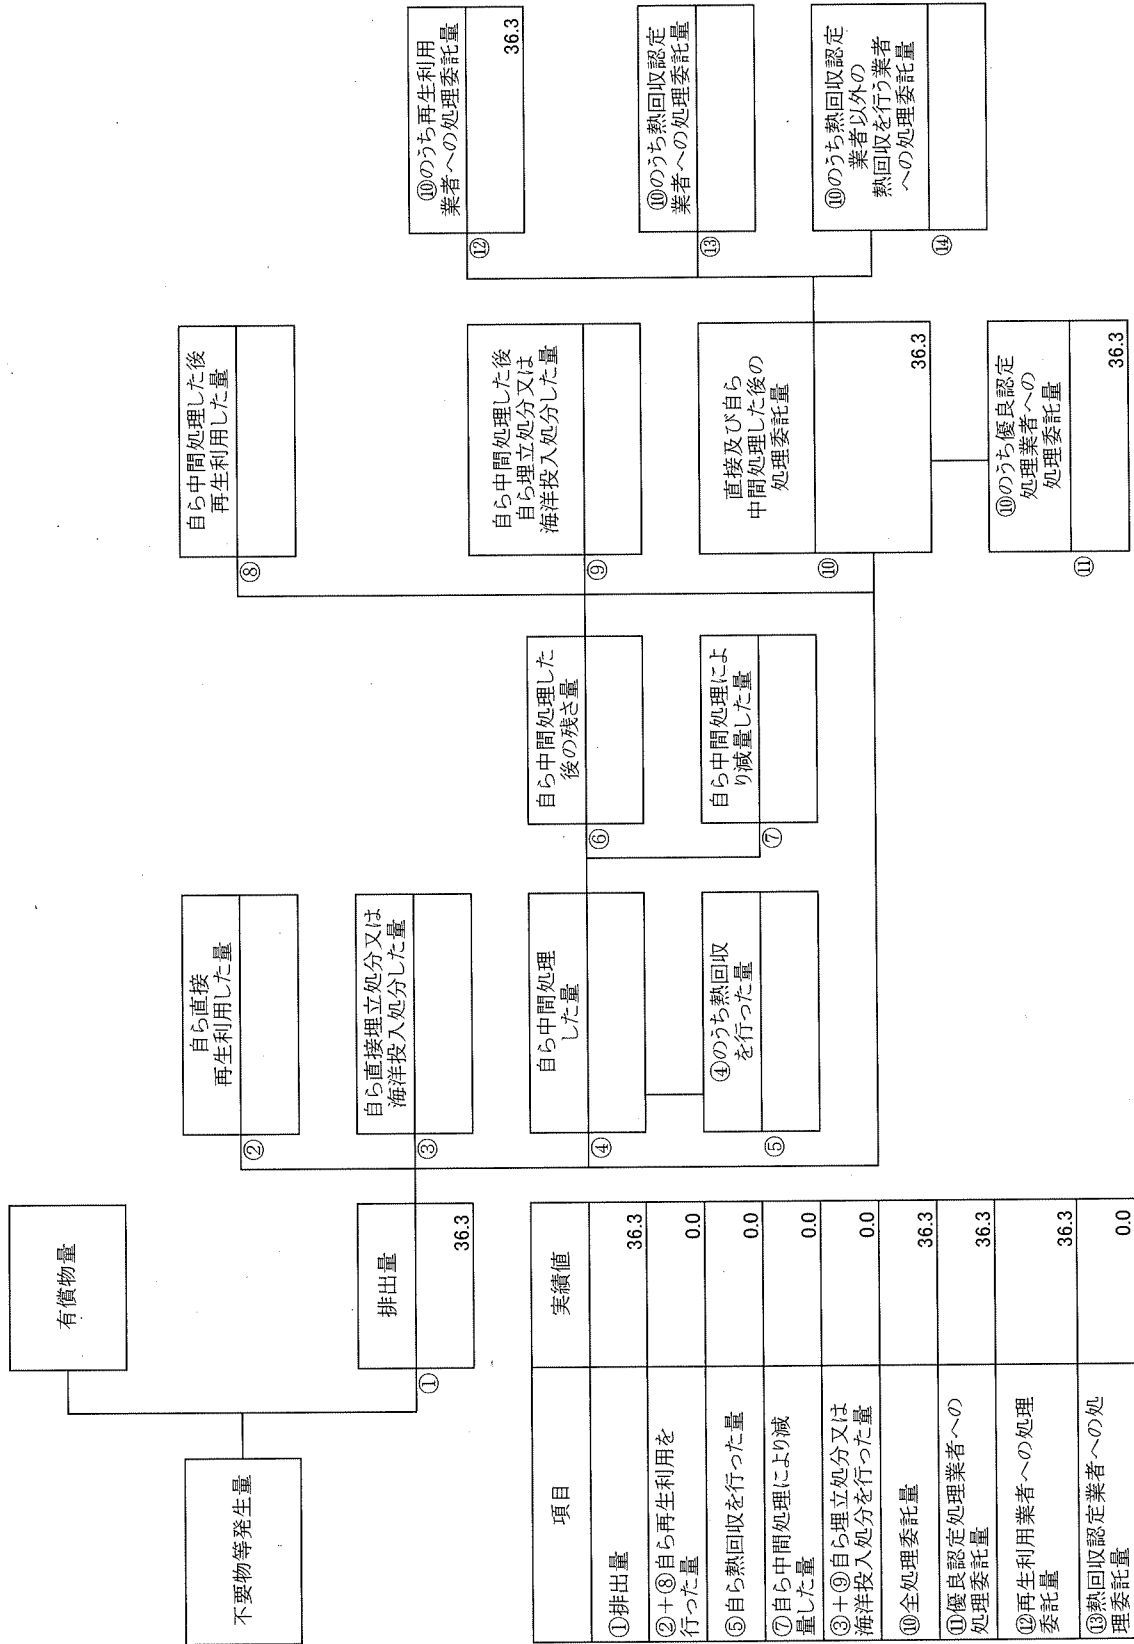 不要物等発生量
有償物量
排出量
①
36.3
自ら直接
再生利用した量
②
自ら直接埋立処分又は
海洋投入処分した量
③
自ら中間処理
した量
④
④のうち熱回収
を行った量
⑤
自ら中間処理した
後の残さ量
⑥
自ら中間処理によ
り減量した量
⑦
自ら中間処理した後
再生利用した量
⑧
自ら中間処理した後
自ら埋立処分又は
海洋投入処分した量
⑨
直接及び自ら
中間処理した後の
処理委託量
⑩
36.3
⑩のうち優良認定
処理業者への
処理委託量
⑪
36.3
⑩のうち再生利用
業者への処理委託量
⑫
36.3
⑩のうち熱回収認定
業者への処理委託量
⑬
⑩のうち熱回収認定
業者以外の
熱回収を行う業者
への処理委託量
⑭
項目 実績値
①排出量 36.3
②+⑧自ら再生利用を
行った量 0.0
⑤自ら熱回収を行った量 0.0
⑦自ら中間処理により減
量した量 0.0
③+⑨自ら埋立処分又は
海洋投入処分を行った量 0.0
⑩全処理委託量 36.3
⑪優良認定処理業者への
処理委託量 36.3
⑫再生利用業者への処理
委託量 36.3
⑬熱回収認定業者への処
理委託量 0.0